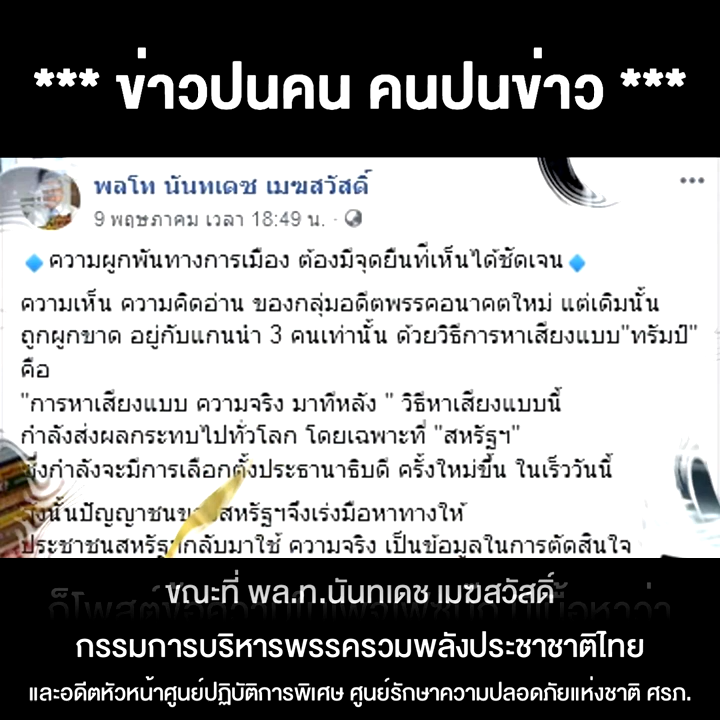 *** ข่าวปนคน คนปนข่าว ***
พลโท นันทเดช เมฆสวัสดิ์
9 พฤษภาคม เวลา 18:49 น. ·
ความผูกพันทางการเมือง ต้องมีจุดยืนที่เห็นได้ชัดเจน
ความเห็น ความคิดอ่าน ของกลุ่มอดีตพรรคอนาคตใหม่ แต่เดิมนั้น
ถูกผูกขาด อยู่กับแกนนำ 3 คนเท่านั้น ด้วยวิธีการหาเสียงแบบ"ทรัมป์"
คือ
"การหาเสียงแบบ ความจริง มาทีหลัง " วิธีหาเสียงแบบนี้
กำลังส่งผลกระทบไปทั่วโลก โดยเฉพาะที่ "สหรัฐฯ"
ซึ่งกำลังจะมีการเลือกตั้งประธานาธิบดี ครั้งใหม่ขึ้น ในเร็ววันนี้
ดังนั้นปัญญาชนของสหรัฐฯจึงเร่งมือหาทางให้
ประชาชนสหรัฐฯกลับมาใช้ ความจริง เป็นข้อมูลในการตัดสินใจ
ขณะที่ พล.ท.นันทเดช เมฆสวัสดิ์
กรรมการบริหารพรรครวมพลังประชาชาติไทย
และอดีตหัวหน้าศูนย์ปฏิบัติการพิเศษ ศูนย์รักษาความปลอดภัยแห่งชาติ ศรภ.